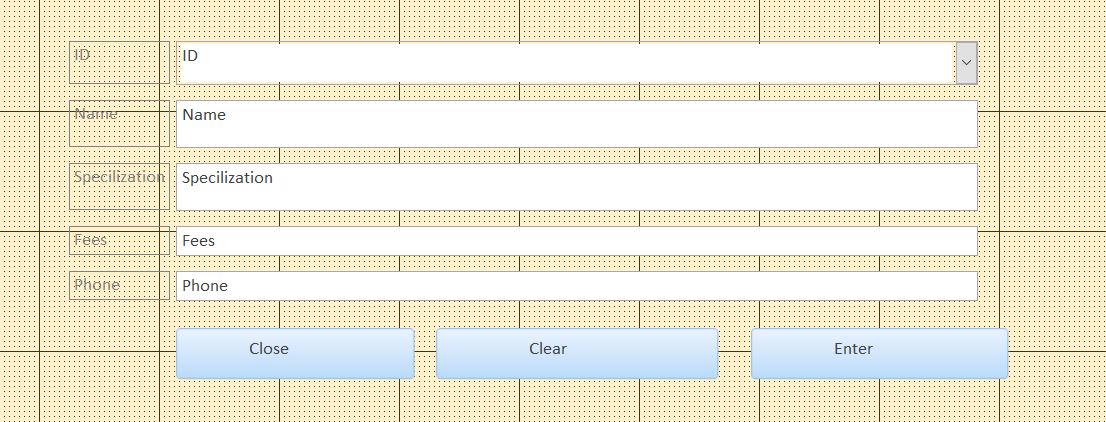 ID ID
Name Name
Specilization Specilization
Fees Fees
Phone Phone
Close Clear Enter